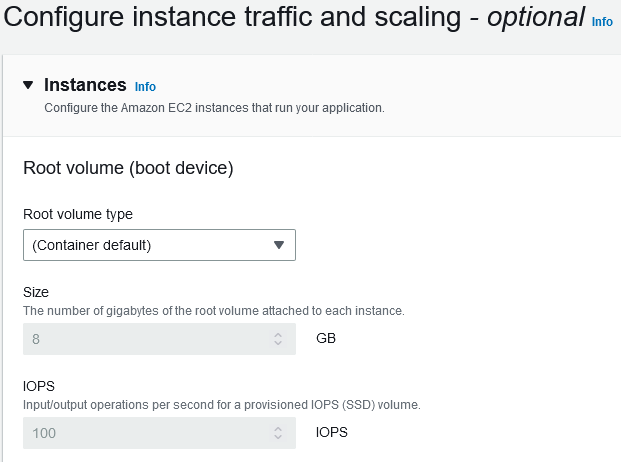 Configure instance traffic and scaling - optional Info
Instances Info
Configure the Amazon EC2 instances that run your application.
Root volume (boot device)
Root volume type
(Container default)
Size
The number of gigabytes of the root volume attached to each instance.
8 GB
IOPS
Input/output operations per second for a provisioned IOPS (SSD) volume.
100 IOPS